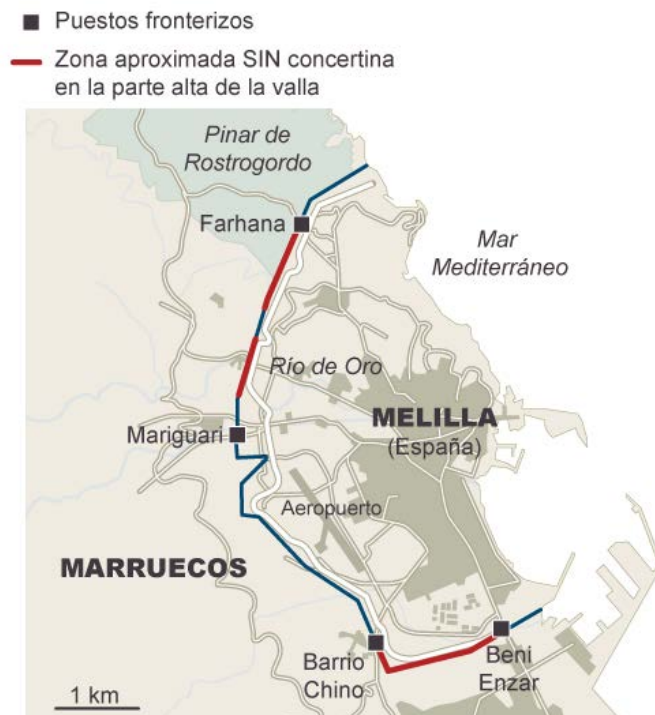 Puestos fronterizos
Zona aproximada SIN concertina
en la parte alta de la valla
Pinar de
Rostrogordo
Farhana
Mar
Mediterráneo
Río de Oro
MELILLA
(España)
Mariguari
Aeropuerto
MARRUECOS
Barrio
Chino
Beni
Enzar
1 km